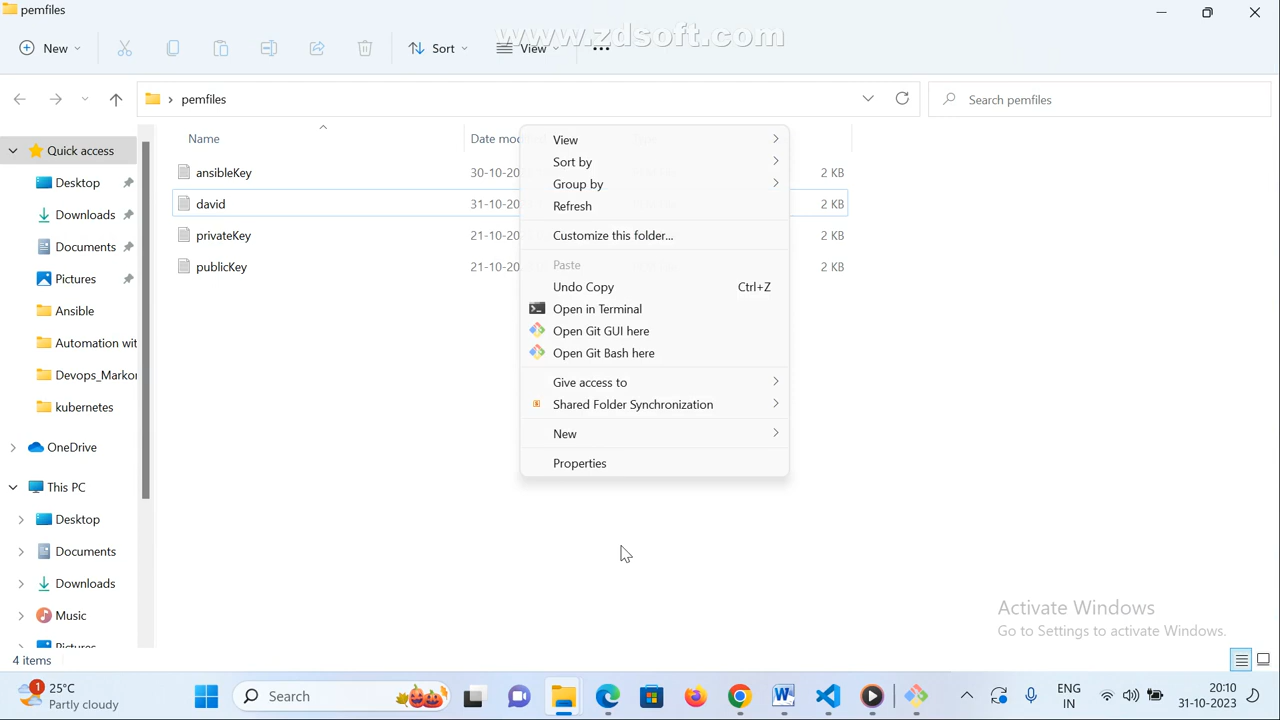 pemfiles
New
Sort
View
www.zdsoft.com
pemfiles
Search pemfiles
Name
Date mod
Quick access
Desktop
Downloads
Documents
Pictures
Ansible
Automation wit
Devops_Marko
kubernetes
OneDrive
This PC
Desktop
Documents
Downloads
Music
Pictures
ansibleKey 30-10-20 2 KB
david 31-10-20 2 KB
privateKey 21-10-20 2 KB
publicKey 21-10-20 2 KB
View
Sort by
Group by
Refresh
Customize this folder...
Paste
Undo Copy Ctrl+Z
Open in Terminal
Open Git GUI here
Open Git Bash here
Give access to
Shared Folder Synchronization
New
Properties
Activate Windows
Go to Settings to activate Windows.
4 items
1
25°C
Partly cloudy
Search
ENG
IN
20:10
31-10-2023